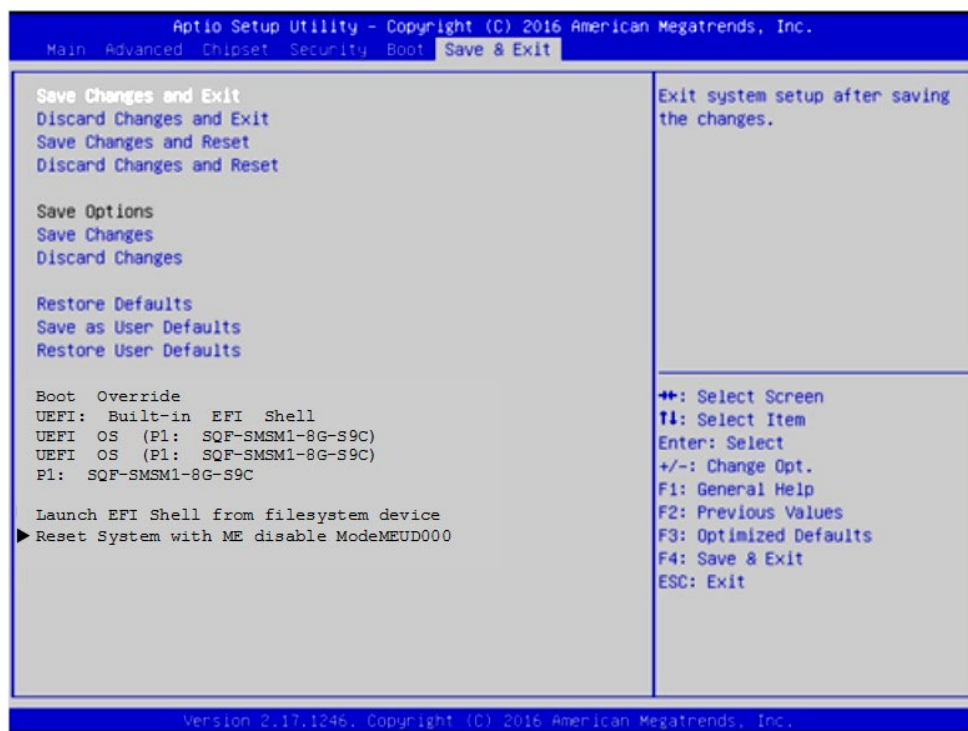 Aptio Setup Utility – Copyright (C) 2016 American Megatrends, Inc.
Main Advanced Chipset Security Boot Save & Exit
Save Changes and Exit
Discard Changes and Exit
Save Changes and Reset
Discard Changes and Reset
Save Options
Save Changes
Discard Changes
Restore Defaults
Save as User Defaults
Restore User Defaults
Boot Override
UEFI: Built-in EFI Shell
UEFI OS (P1: SQF-SMSM1-8G-S9C)
UEFI OS (P1: SQF-SMSM1-8G-S9C)
P1: SQF-SMSM1-8G-S9C
Launch EFI Shell from filesystem device
▶ Reset System with ME disable ModeMEUD000
Exit system setup after saving
the changes.
→←: Select Screen
↑↓: Select Item
Enter: Select
+/-: Change Opt.
F1: General Help
F2: Previous Values
F3: Optimized Defaults
F4: Save & Exit
ESC: Exit
Version 2.17.1246. Copyright (C) 2016 American Megatrends, Inc.